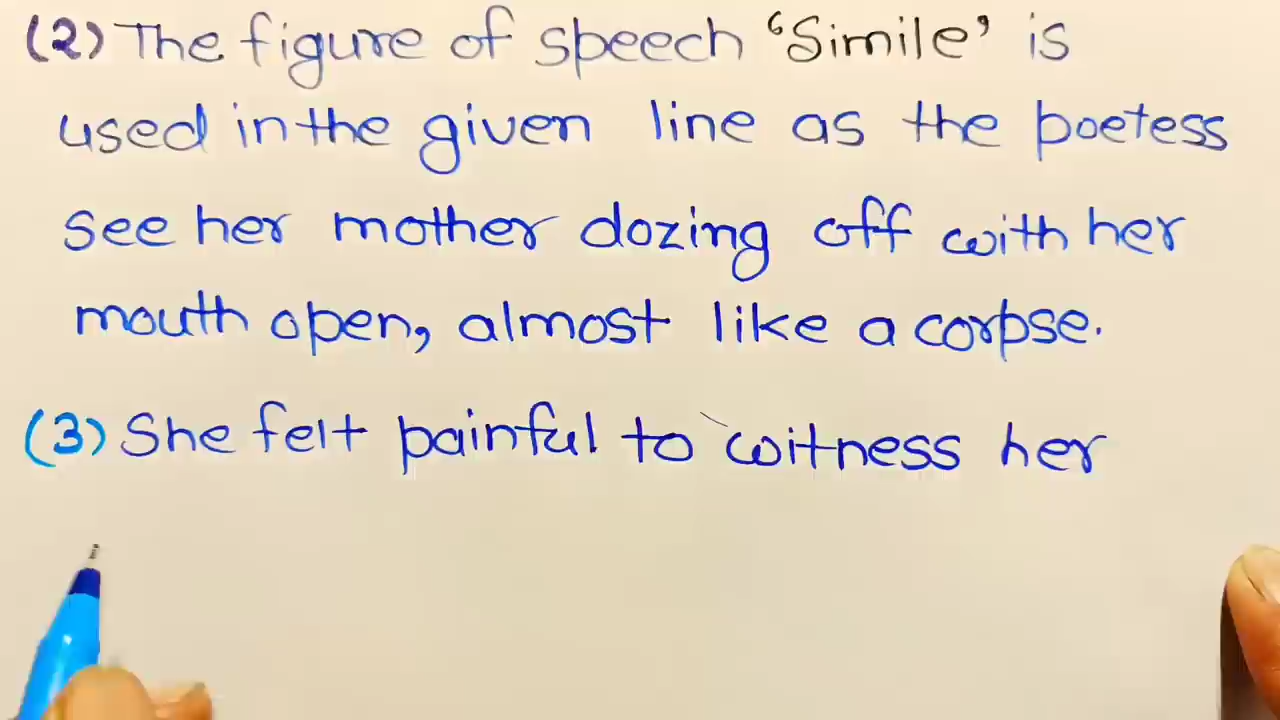 (2) The figure of speech ‘Simile’ is
used in the given line as the poetess
see her mother dozing off with her
mouth open, almost like a corpse.
(3) She felt painful to witness her